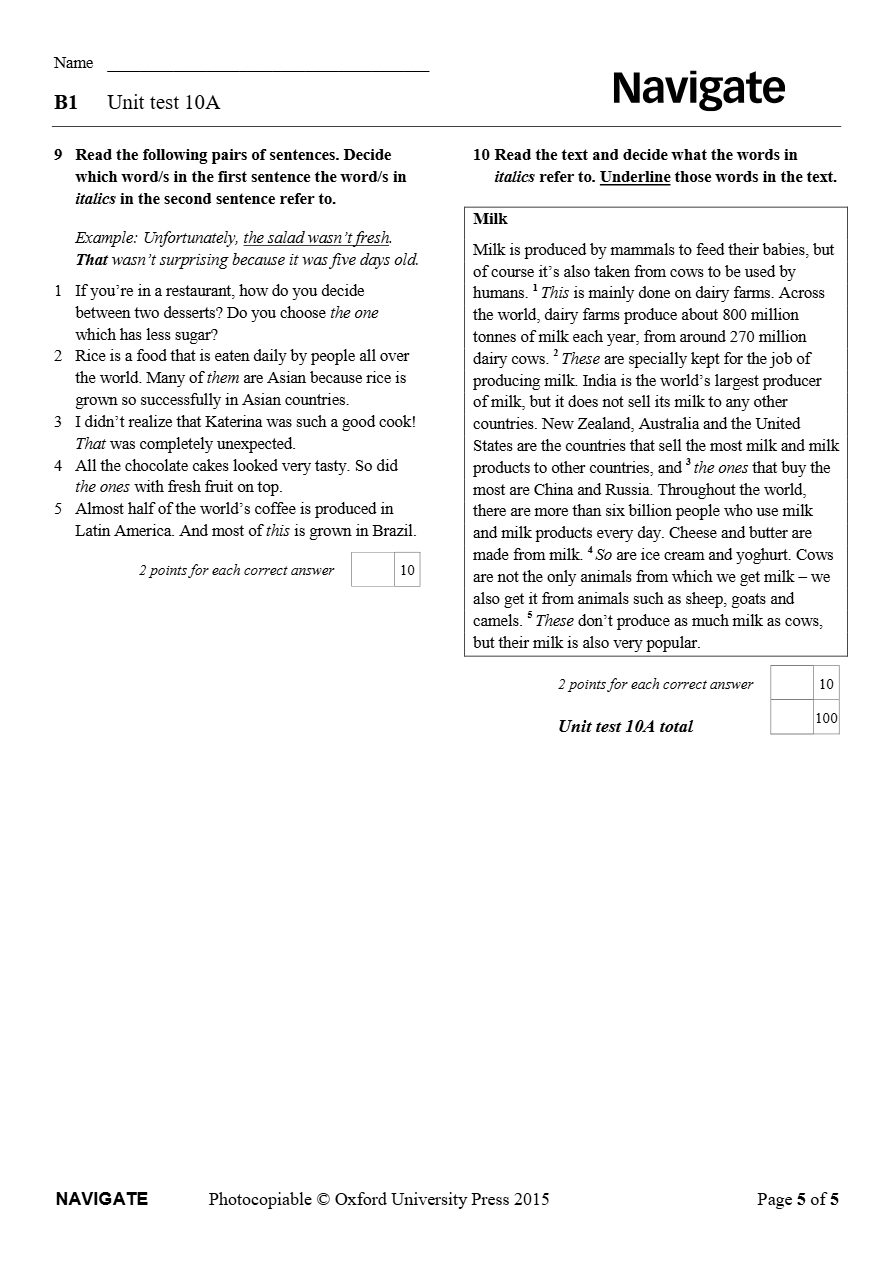 Name
Navigate
B1 Unit test 10A
9 Read the following pairs of sentences. Decide
which word/s in the first sentence the word/s in
italics in the second sentence refer to.
Example: Unfortunately, the salad wasn't fresh.
That wasn't surprising because it was five days old.
1 If you're in a restaurant, how do you decide
between two desserts? Do you choose the one
which has less sugar?
2 Rice is a food that is eaten daily by people all over
the world. Many of them are Asian because rice is
grown so successfully in Asian countries.
3 I didn't realize that Katerina was such a good cook!
That was completely unexpected.
4 All the chocolate cakes looked very tasty. So did
the ones with fresh fruit on top.
5 Almost half of the world's coffee is produced in
Latin America. And most of this is grown in Brazil.
2 points for each correct answer 10
10 Read the text and decide what the words in
italics refer to. Underline those words in the text.
Milk
Milk is produced by mammals to feed their babies, but
of course it's also taken from cows to be used by
humans. 1 This is mainly done on dairy farms. Across
the world, dairy farms produce about 800 million
tonnes of milk each year, from around 270 million
dairy cows. 2 These are specially kept for the job of
producing milk. India is the world's largest producer
of milk, but it does not sell its milk to any other
countries. New Zealand, Australia and the United
States are the countries that sell the most milk and milk
products to other countries, and 3 the ones that buy the
most are China and Russia. Throughout the world,
there are more than six billion people who use milk
and milk products every day. Cheese and butter are
made from milk. 4 So are ice cream and yoghurt. Cows
are not the only animals from which we get milk – we
also get it from animals such as sheep, goats and
camels. 5 These don't produce as much milk as cows,
but their milk is also very popular.
2 points for each correct answer 10
Unit test 10A total 100
NAVIGATE Photocopiable © Oxford University Press 2015 Page 5 of 5